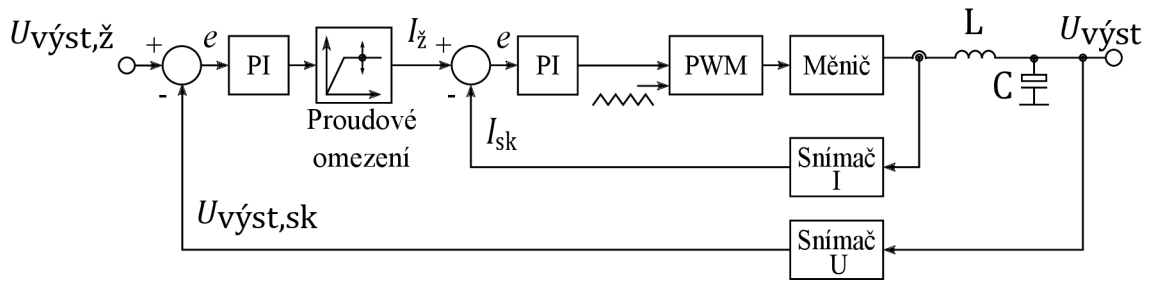 Uvýst,ž
+
-
e
PI
Proudové
omezení
Iž
+
-
e
PI
PWM
Měnič
L
C
Uvýst
Isk
Snímač
I
Uvýst,sk
Snímač
U